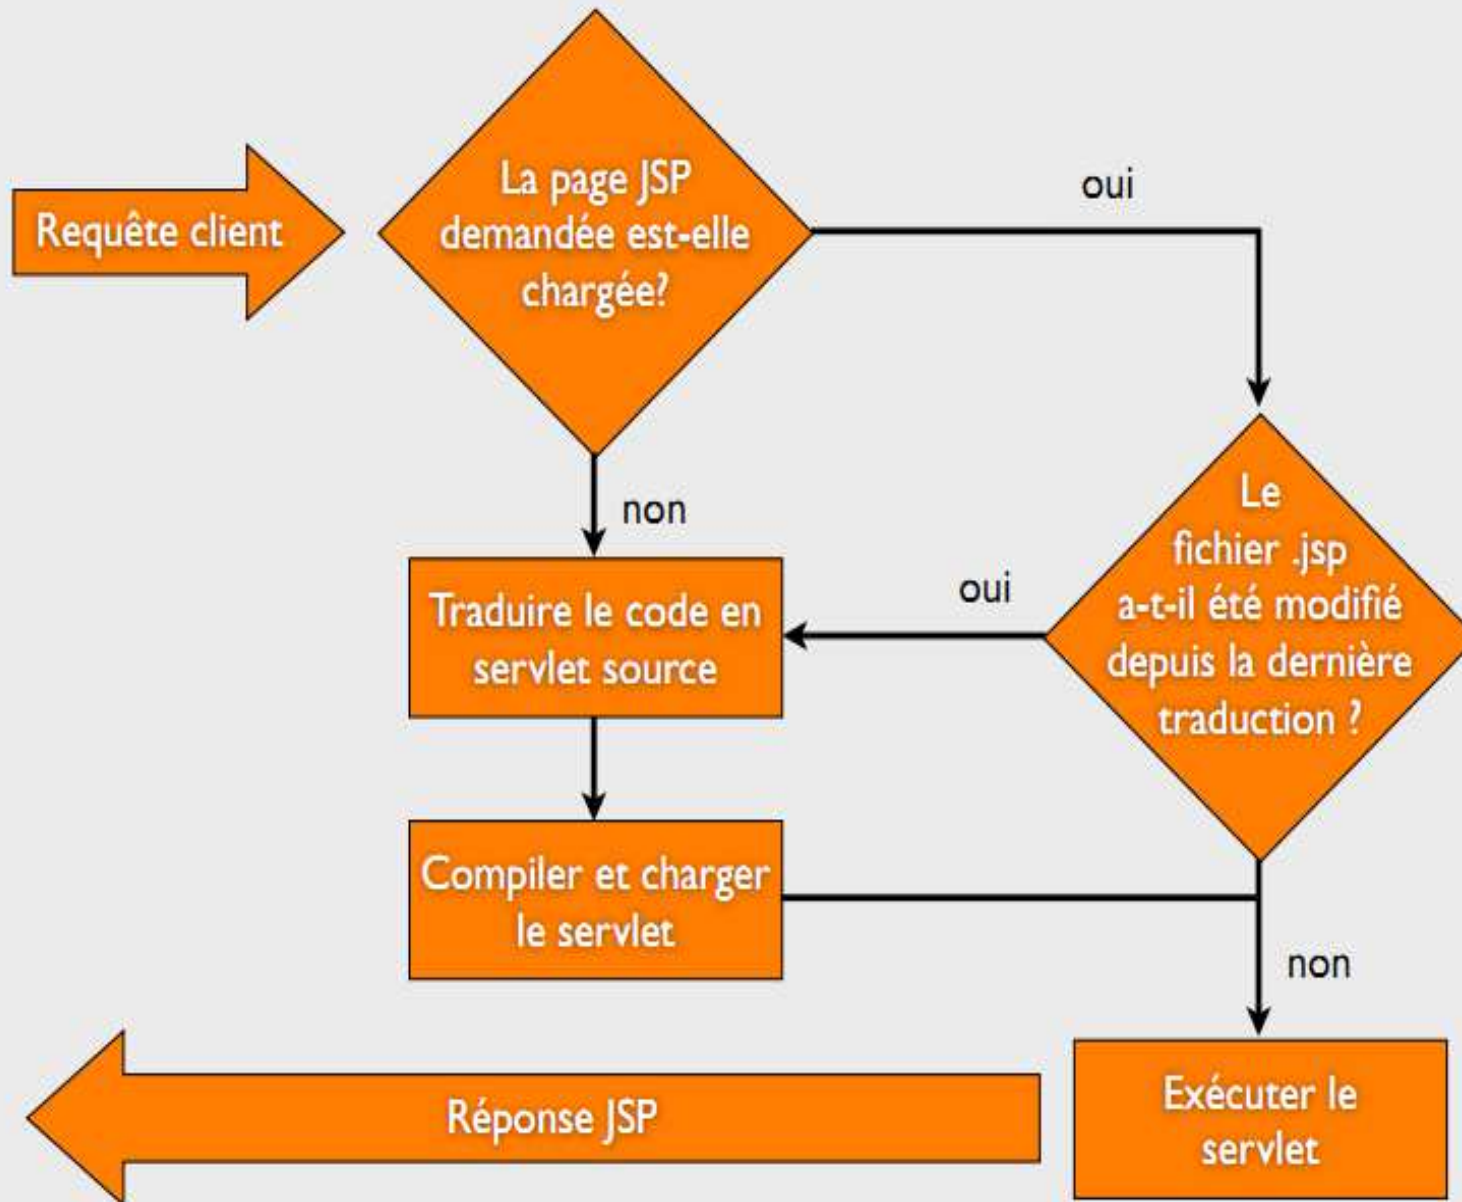 Requête client
La page JSP
demandée est-elle
chargée?
oui
non
Le
fichier .jsp
a-t-il été modifié
depuis la dernière
traduction ?
oui
Traduire le code en
servlet source
Compiler et charger
le servlet
non
Exécuter le
servlet
Réponse JSP